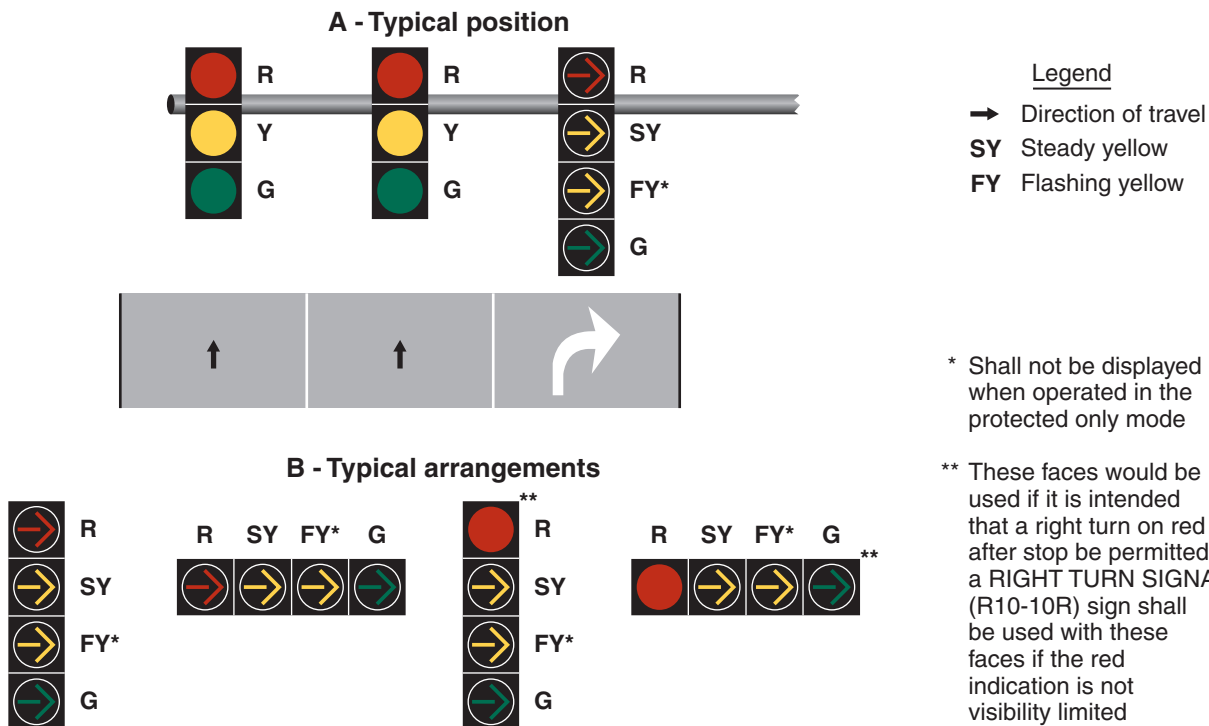 A - Typical position
R R R
Y Y SY
G G FY*
G
Legend
Direction of travel
SY Steady yellow
FY Flashing yellow
* Shall not be displayed
when operated in the
protected only mode
B - Typical arrangements
R
SY
FY*
G
R SY FY* G
**
R
SY
FY*
G
R SY FY* G
**
** These faces would be
used if it is intended
that a right turn on red
after stop be permitted
a RIGHT TURN SIGNA
(R10-10R) sign shall
be used with these
faces if the red
indication is not
visibility limited